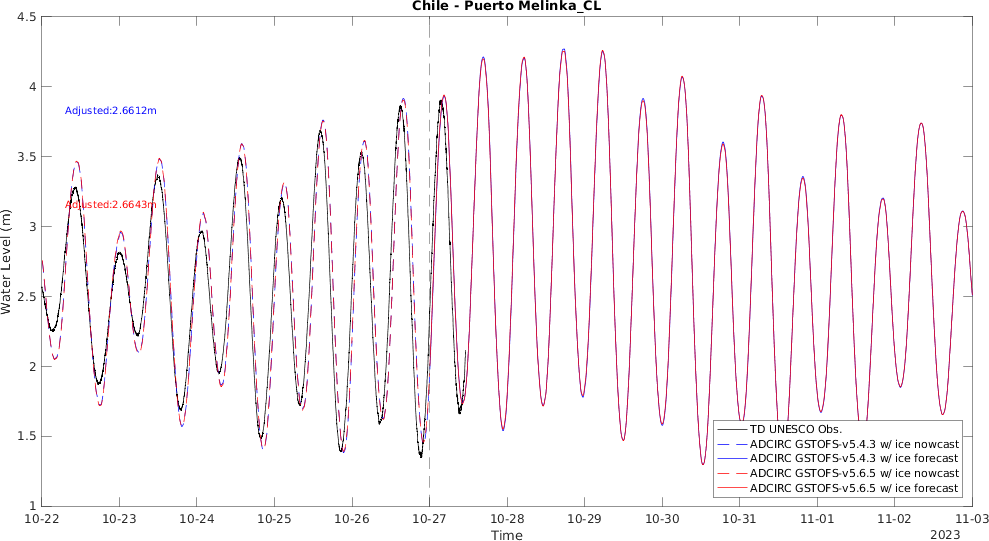 Chile - Puerto Melinka_CL
4.5
4
3.5
3
2.5
2
1.5
1
Water Level (m)
Adjusted:2.6612m
Adjusted:2.6643m
TD UNESCO Obs.
ADCIRC GSTOFS-v5.4.3 w/ ice nowcast
ADCIRC GSTOFS-v5.4.3 w/ ice forecast
ADCIRC GSTOFS-v5.6.5 w/ ice nowcast
ADCIRC GSTOFS-v5.6.5 w/ ice forecast
10-22 10-23 10-24 10-25 10-26 10-27 10-28 10-29 10-30 10-31 11-01 11-02 11-03
Time
2023